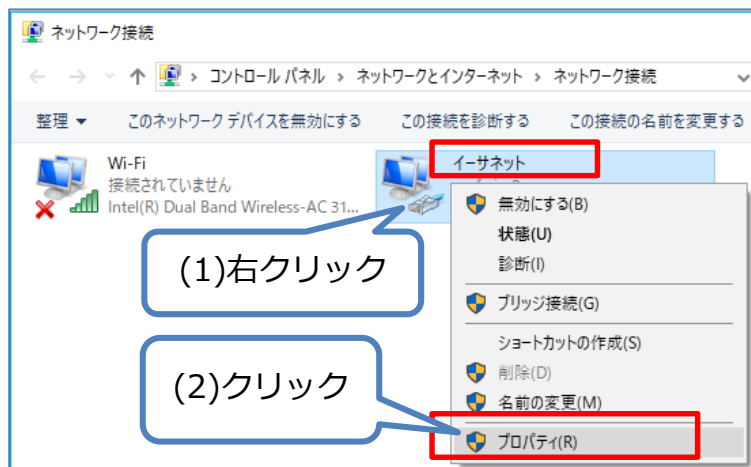 ネットワーク接続
コントロール パネル › ネットワークとインターネット › ネットワーク接続
整理 このネットワーク デバイスを無効にする この接続を診断する この接続の名前を変更する
Wi-Fi
接続されていません
Intel(R) Dual Band Wireless-AC 31...
イーサネット
無効にする(B)
状態(U)
診断(I)
(1)右クリック
ブリッジ接続(G)
ショートカットの作成(S)
削除(D)
(2)クリック
名前の変更(M)
プロパティ(R)